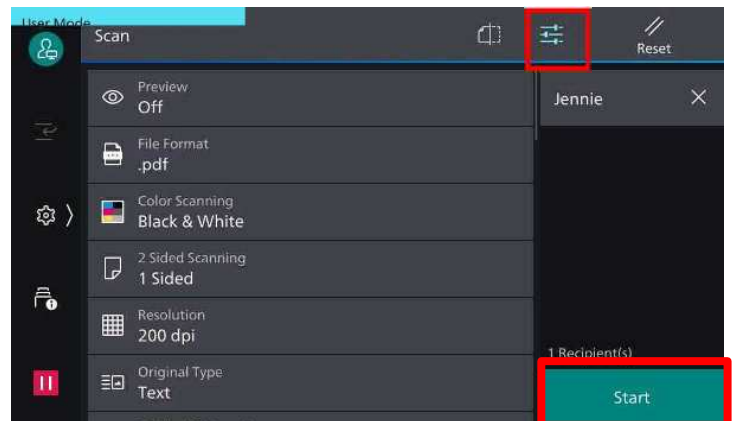 User Mode
Scan
Reset
Preview
Off
Jennie
File Format
.pdf
Color Scanning
Black & White
2 Sided Scanning
1 Sided
Resolution
200 dpi
1 Recipient(s)
Original Type
Text
Start